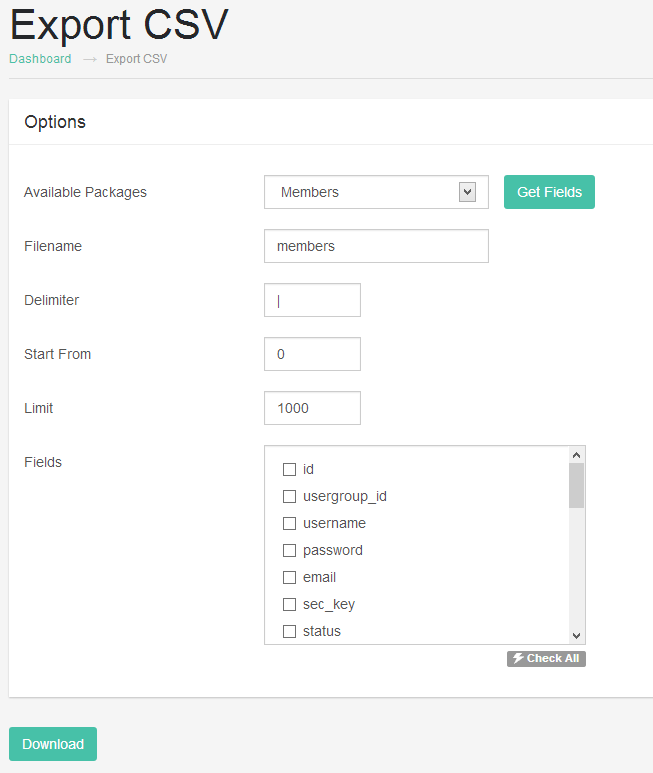 Export CSV
Dashboard → Export CSV
Options
Available Packages Members Get Fields
Filename members
Delimiter |
Start From 0
Limit 1000
Fields
id
usergroup_id
username
password
email
sec_key
status
Check All
Download